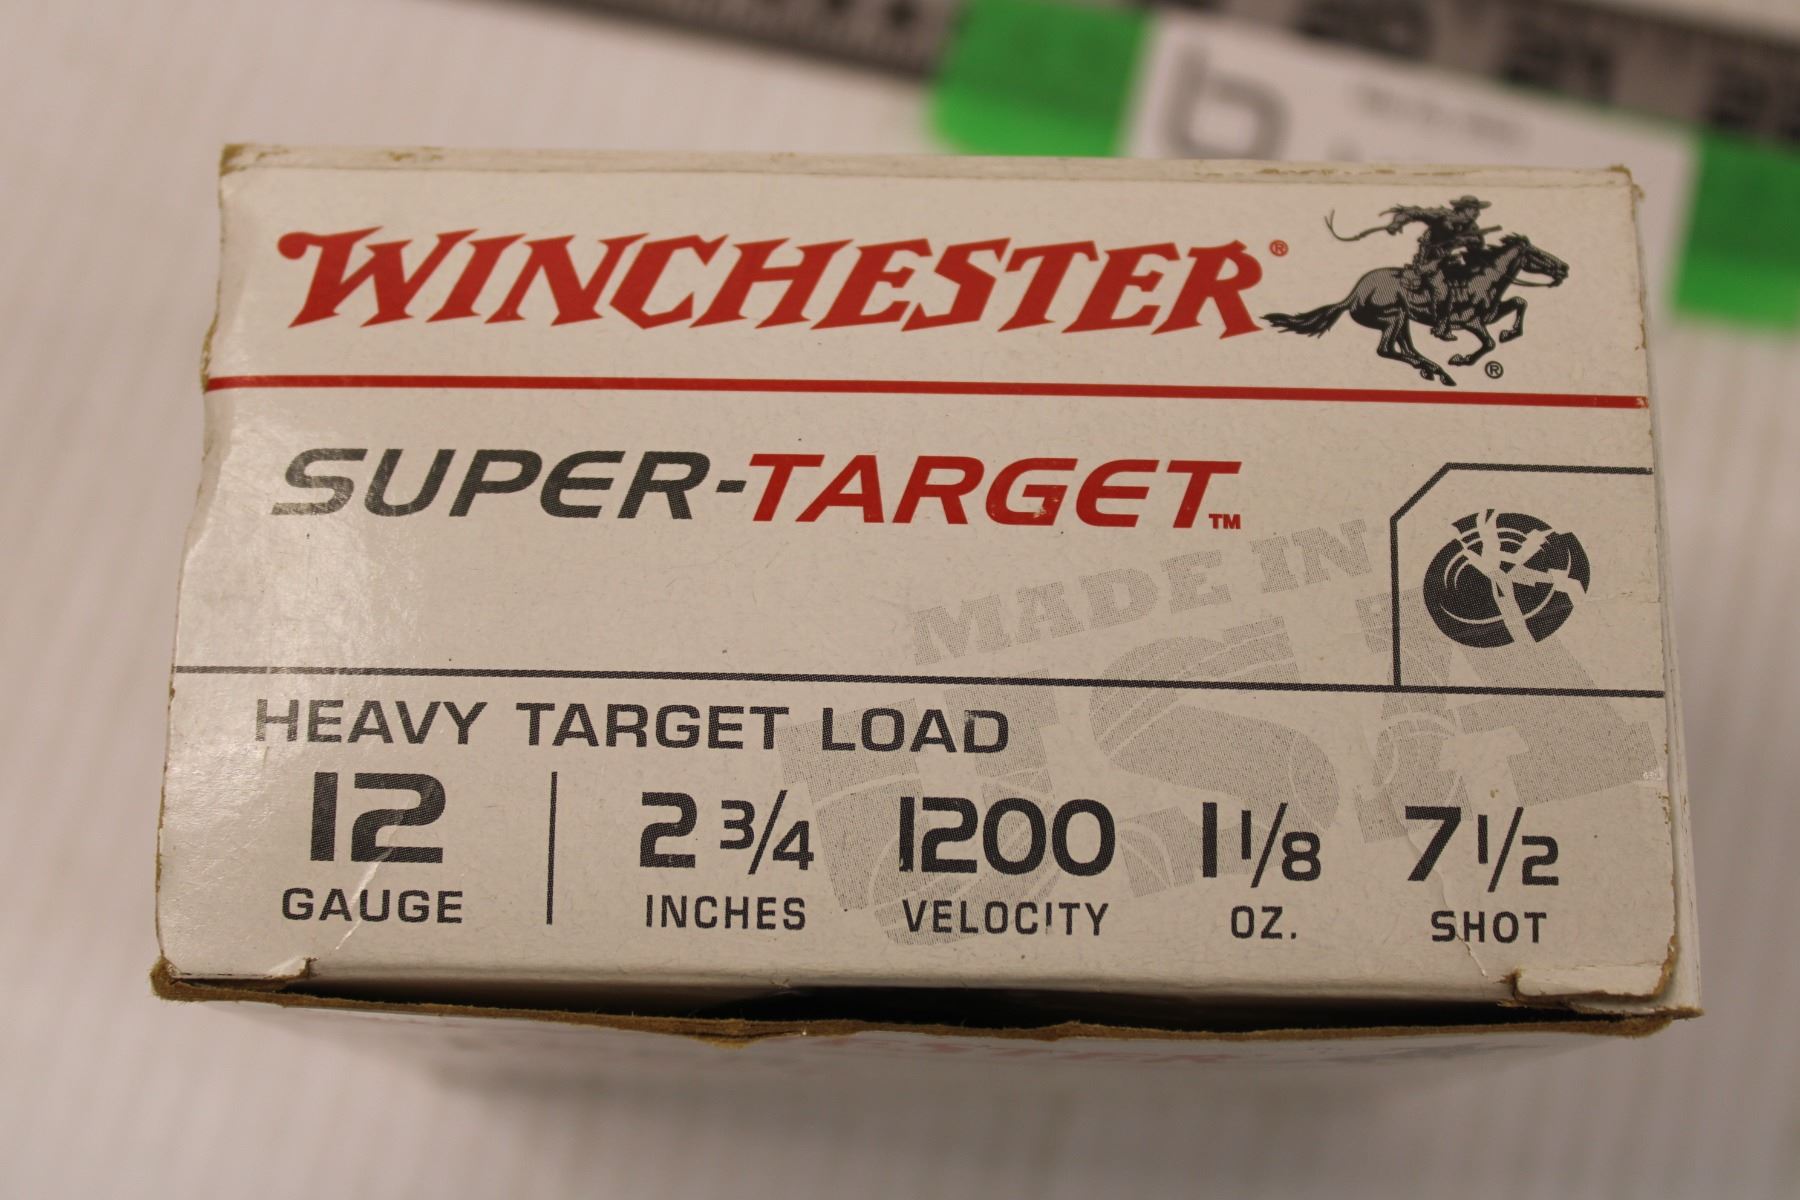 WINCHESTER®
®
SUPER-TARGET™
MADE IN
USA
HEAVY TARGET LOAD
12 GAUGE
2 3/4 INCHES
1200 VELOCITY
1 1/8 OZ.
7 1/2 SHOT